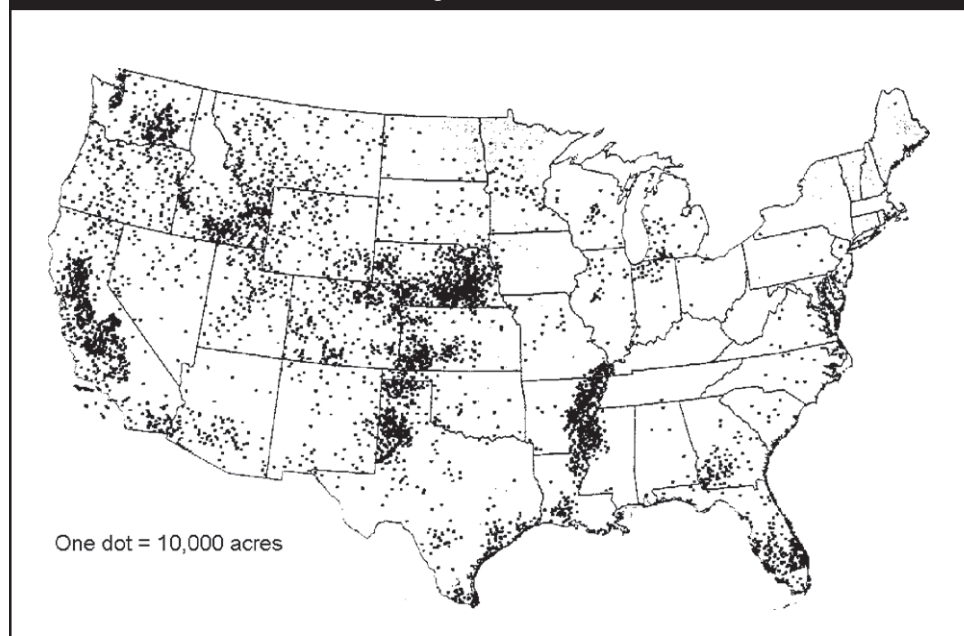 One dot = 10,000 acres